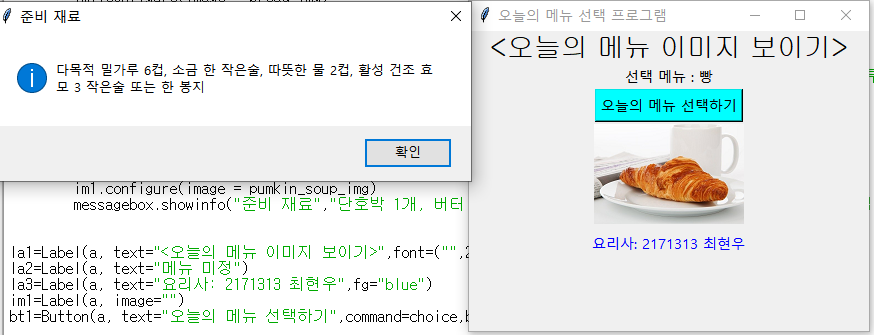 준비 재료
다목적 밀가루 6컵, 소금 한 작은술, 따뜻한 물 2컵, 활성 건조 효
모 3 작은술 또는 한 봉지
확인
im1.configure(image = pumkin_soup_img)
messagebox.showinfo("준비 재료","단호박 1개, 버터
la1=Label(a, text="<오늘의 메뉴 이미지 보이기>",font=("",2
la2=Label(a, text="메뉴 미정")
la3=Label(a, text="요리사: 2171313 최현우",fg="blue")
im1=Label(a, image="")
bt1=Button(a, text="오늘의 메뉴 선택하기",command=choice,b
오늘의 메뉴 선택 프로그램
<오늘의 메뉴 이미지 보이기>
선택 메뉴 : 빵
오늘의 메뉴 선택하기
요리사: 2171313 최현우